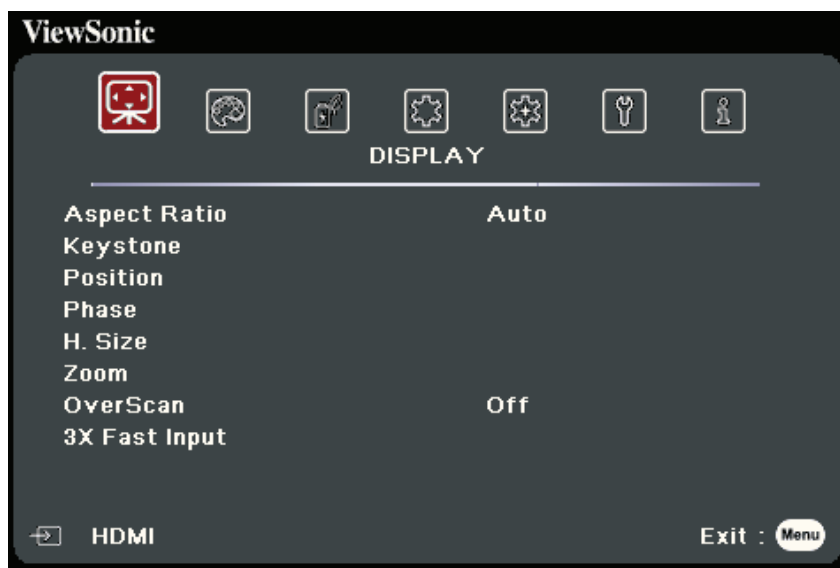 ViewSonic
DISPLAY
Aspect Ratio Auto
Keystone
Position
Phase
H. Size
Zoom
OverScan Off
3X Fast Input
HDMI Exit : Menu